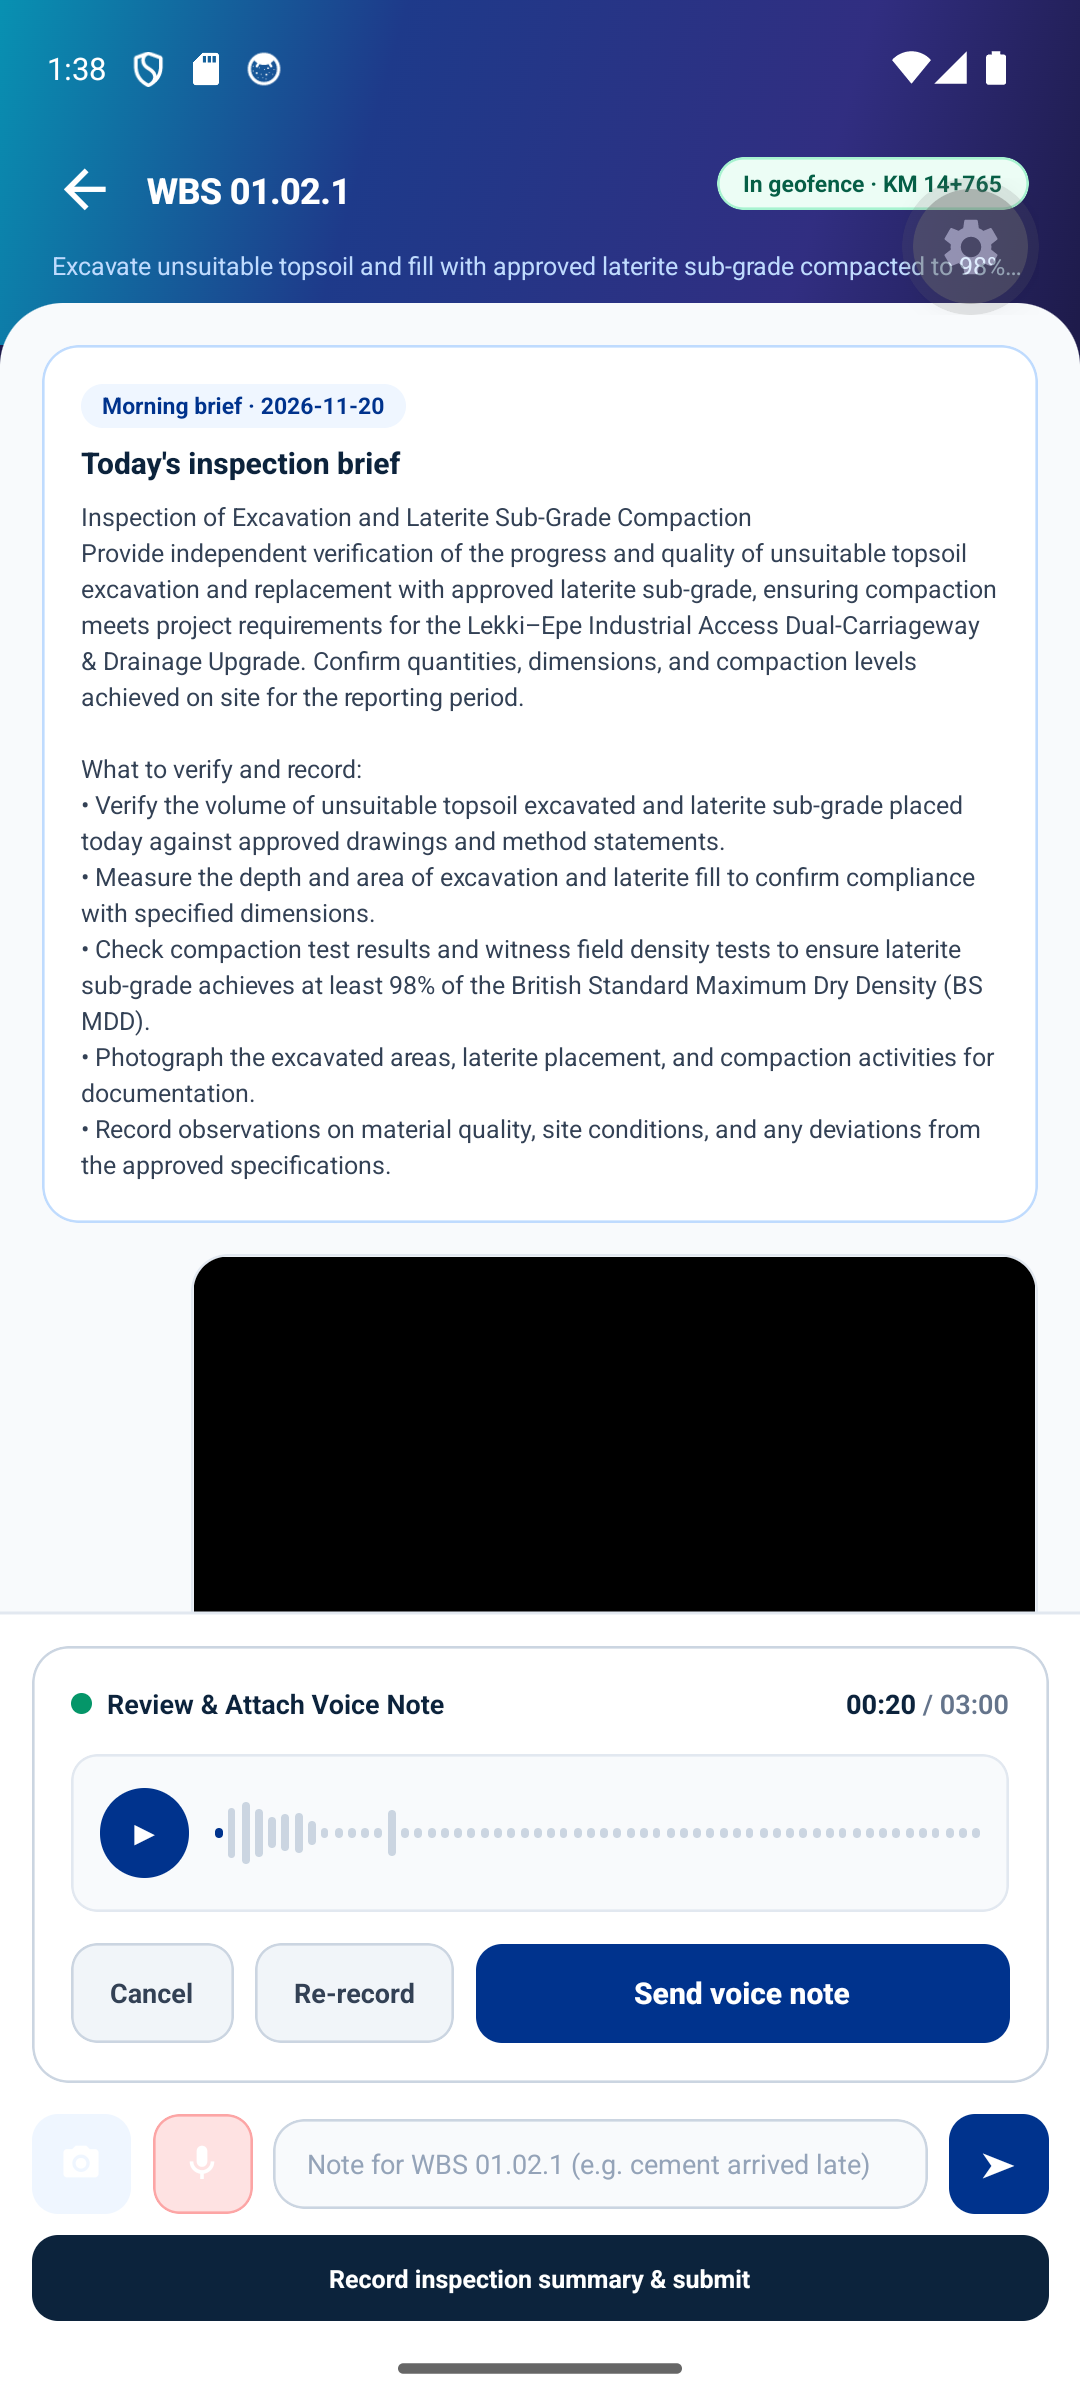 1:38
WBS 01.02.1
In geofence · KM 14+765
Excavate unsuitable topsoil and fill with approved laterite sub-grade compacted to 98%...
Morning brief · 2026-11-20
Today's inspection brief
Inspection of Excavation and Laterite Sub-Grade Compaction
Provide independent verification of the progress and quality of unsuitable topsoil
excavation and replacement with approved laterite sub-grade, ensuring compaction
meets project requirements for the Lekki–Epe Industrial Access Dual-Carriageway
& Drainage Upgrade. Confirm quantities, dimensions, and compaction levels
achieved on site for the reporting period.
What to verify and record:
• Verify the volume of unsuitable topsoil excavated and laterite sub-grade placed
today against approved drawings and method statements.
• Measure the depth and area of excavation and laterite fill to confirm compliance
with specified dimensions.
• Check compaction test results and witness field density tests to ensure laterite
sub-grade achieves at least 98% of the British Standard Maximum Dry Density (BS
MDD).
• Photograph the excavated areas, laterite placement, and compaction activities for
documentation.
• Record observations on material quality, site conditions, and any deviations from
the approved specifications.
Review & Attach Voice Note
00:20 / 03:00
Cancel
Re-record
Send voice note
Note for WBS 01.02.1 (e.g. cement arrived late)
Record inspection summary & submit